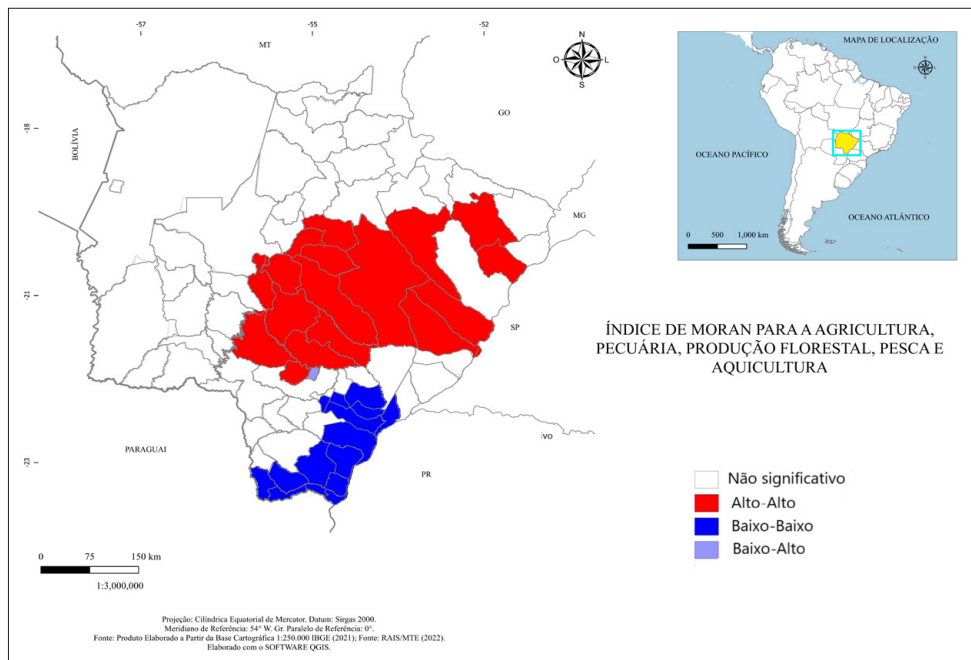 -57
-55
-52
MT
GO
BOLÍVIA
-18
MG
-21
SP
PARAGUAI
-23
PR
IVO
O
N
L
S
0 75 150 km
1:3,000,000
Projeção: Cilíndrica Equatorial de Mercator. Datum: Sirgas 2000.
Meridiano de Referência: 54° W. Gr. Paralelo de Referência: 0°.
Fonte: Produto Elaborado a Partir da Base Cartográfica 1:250.000 IBGE (2021); Fonte: RAIS/MTE (2022).
Elaborado com o SOFTWARE QGIS.
MAPA DE LOCALIZAÇÃO
OCEANO PACÍFICO
OCEANO ATLÂNTICO
0 500 1,000 km
ÍNDICE DE MORAN PARA A AGRICULTURA,
PECUÁRIA, PRODUÇÃO FLORESTAL, PESCA E
AQUICULTURA
Não significativo
Alto-Alto
Baixo-Baixo
Baixo-Alto